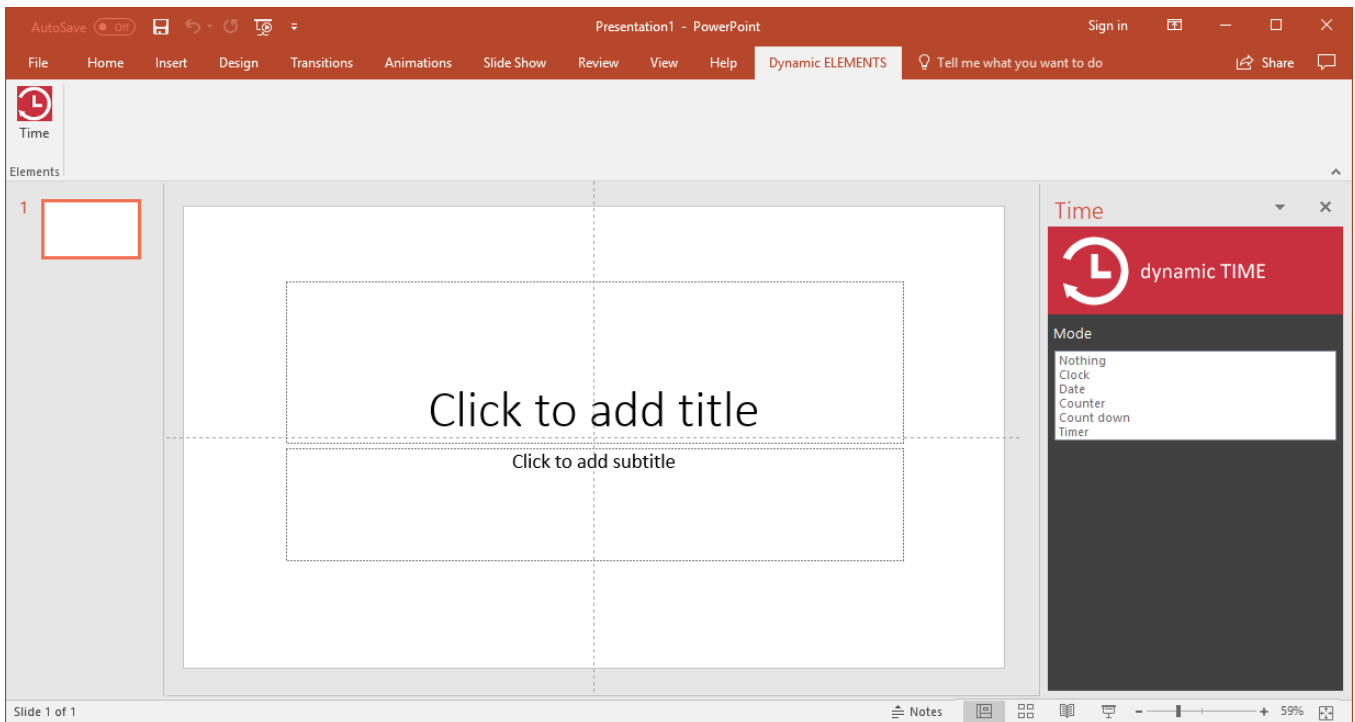 AutoSave Off Presentation1 - PowerPoint Sign in
File Home Insert Design Transitions Animations Slide Show Review View Help Dynamic ELEMENTS Tell me what you want to do Share
Time
Elements
1
Click to add title
Click to add subtitle
Time
dynamic TIME
Mode
Nothing
Clock
Date
Counter
Count down
Timer
Slide 1 of 1 Notes - + 59%